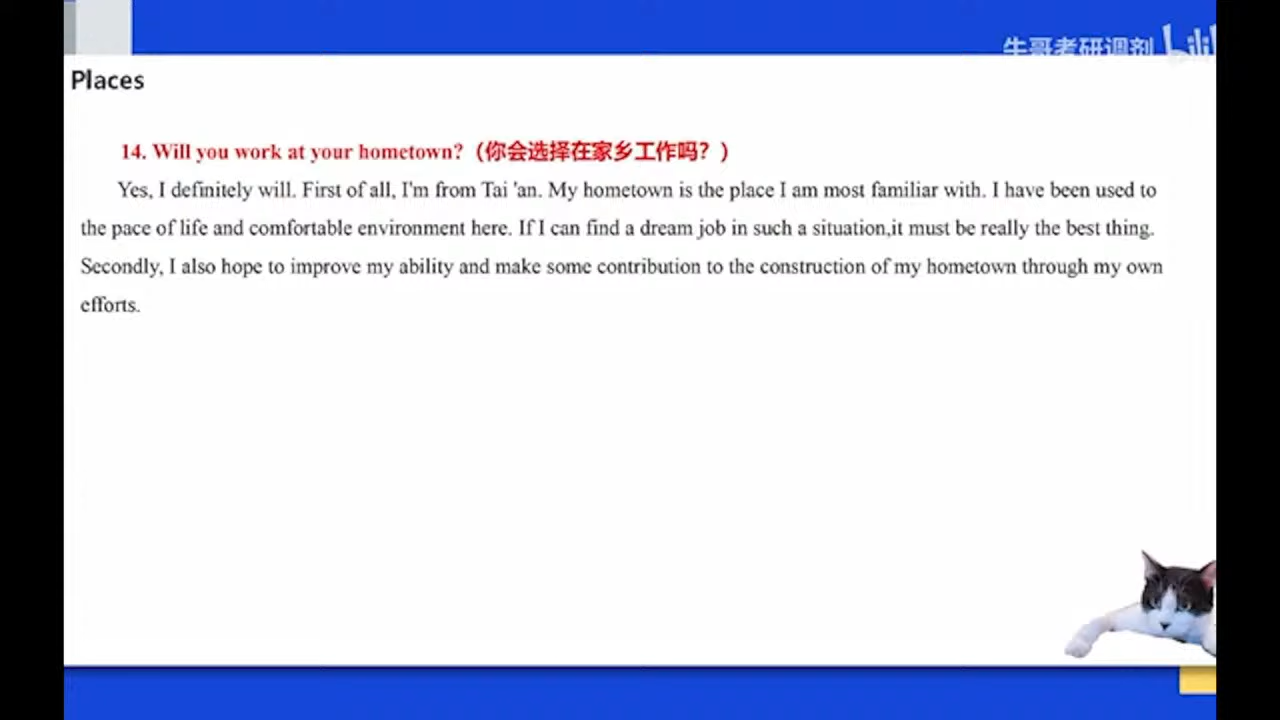 牛哥考研调剂 bili
Places
14. Will you work at your hometown?（你会选择在家乡工作吗？）
Yes, I definitely will. First of all, I'm from Tai 'an. My hometown is the place I am most familiar with. I have been used to
the pace of life and comfortable environment here. If I can find a dream job in such a situation,it must be really the best thing.
Secondly, I also hope to improve my ability and make some contribution to the construction of my hometown through my own
efforts.